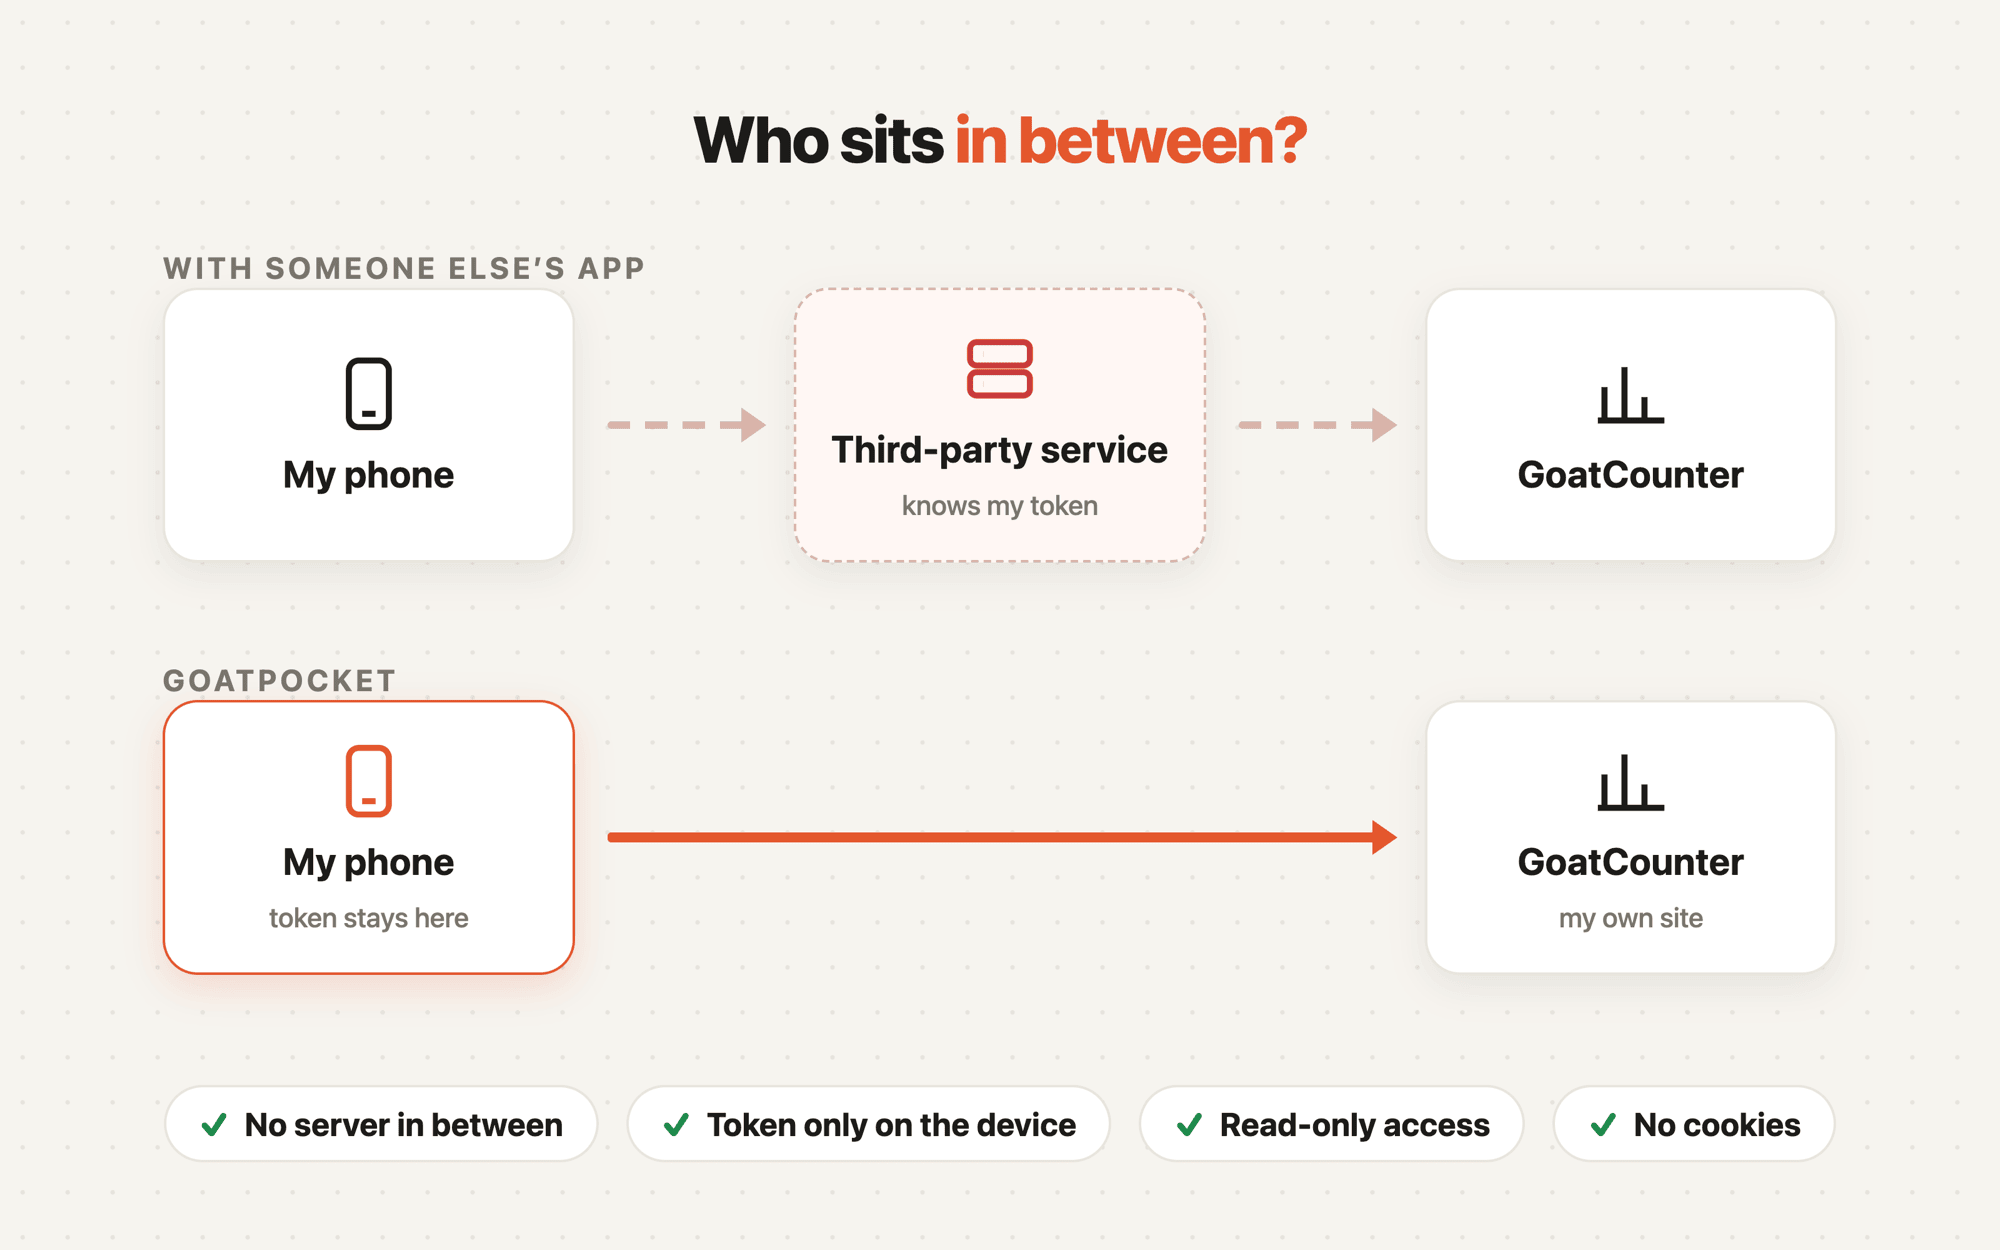 Who sits in between?
WITH SOMEONE ELSE’S APP
My phone
Third-party service
knows my token
GoatCounter
GOATPOCKET
My phone
token stays here
GoatCounter
my own site
No server in between
Token only on the device
Read-only access
No cookies